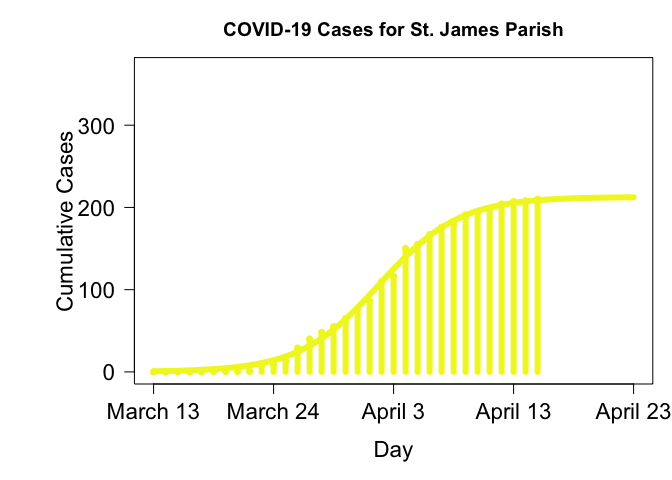 COVID-19 Cases for St. James Parish
Cumulative Cases
300
200
100
0
March 13 March 24 April 3 April 13 April 23
Day